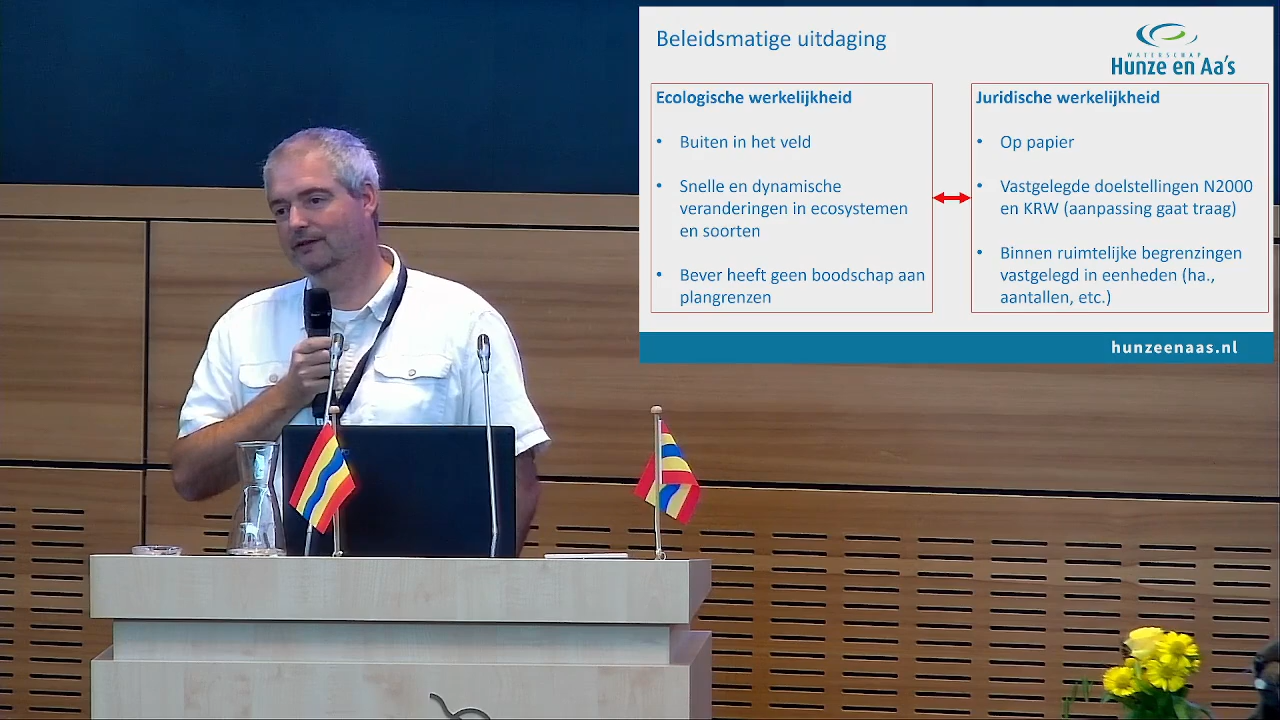 Beleidsmatige uitdaging
WATERSCHAP
Hunze en Aa's
Ecologische werkelijkheid
• Buiten in het veld
• Snelle en dynamische
veranderingen in ecosystemen
en soorten
• Bever heeft geen boodschap aan
plangrenzen
Juridische werkelijkheid
• Op papier
• Vastgelegde doelstellingen N2000
en KRW (aanpassing gaat traag)
• Binnen ruimtelijke begrenzingen
vastgelegd in eenheden (ha.,
aantallen, etc.)
hunzeenaas.nl